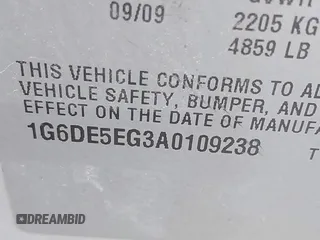 09/09
2205 KG
4859 LB
THIS VEHICLE CONFORMS TO
VEHICLE SAFETY, BUMPER, AND
EFFECT ON THE DATE OF
1G6DE5EG3A0109238
DREAMBID